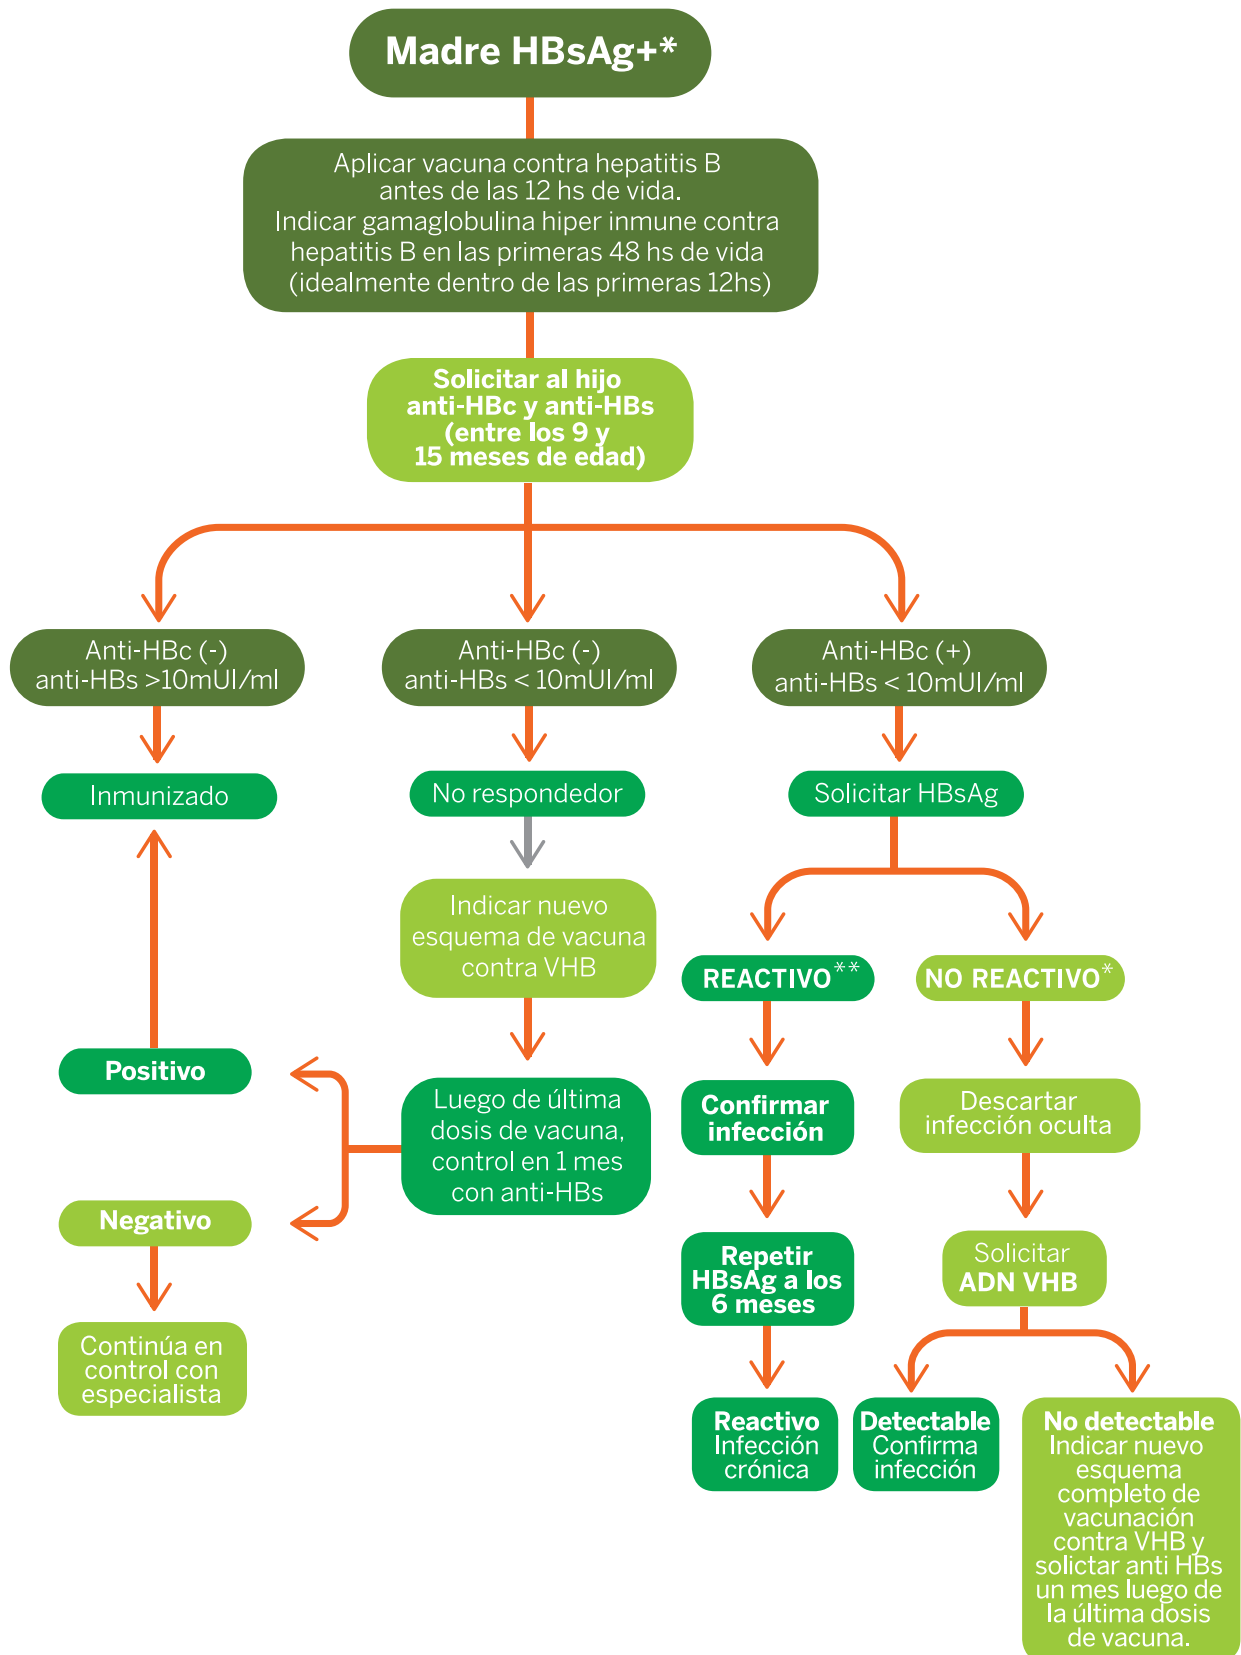 Madre HBsAg+*
Aplicar vacuna contra hepatitis B
antes de las 12 hs de vida.
Indicar gamaglobulina hiper inmune contra
hepatitis B en las primeras 48 hs de vida
(idealmente dentro de las primeras 12hs)
Solicitar al hijo
anti-HBc y anti-HBs
(entre los 9 y
15 meses de edad)
Anti-HBc (-)
anti-HBs >10mUI/ml
Anti-HBc (-)
anti-HBs < 10mUI/ml
Anti-HBc (+)
anti-HBs < 10mUI/ml
Inmunizado
No respondedor
Solicitar HBsAg
Indicar nuevo
esquema de vacuna
contra VHB
REACTIVO**
NO REACTIVO*
Positivo
Luego de última
dosis de vacuna,
control en 1 mes
con anti-HBs
Confirmar
infección
Descartar
infección oculta
Negativo
Repetir
HBsAg a los
6 meses
Solicitar
ADN VHB
Continúa en
control con
especialista
Reactivo
Infección
crónica
Detectable
Confirma
infección
No detectable
Indicar nuevo
esquema
completo de
vacunación
contra VHB y
solictar anti HBs
un mes luego de
la última dosis
de vacuna.